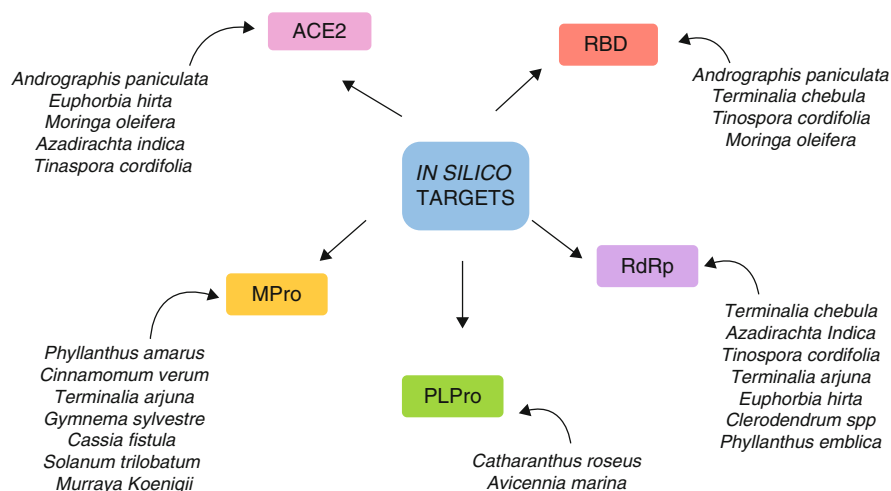 ACE2
Andrographis paniculata
Euphorbia hirta
Moringa oleifera
Azadirachta indica
Tinaspora cordifolia
RBD
Andrographis paniculata
Terminalia chebula
Tinospora cordifolia
Moringa oleifera
IN SILICO
TARGETS
MPro
Phyllanthus amarus
Cinnamomum verum
Terminalia arjuna
Gymnema sylvestre
Cassia fistula
Solanum trilobatum
Murraya Koenigii
PLPro
Catharanthus roseus
Avicennia marina
RdRp
Terminalia chebula
Azadirachta Indica
Tinospora cordifolia
Terminalia arjuna
Euphorbia hirta
Clerodendrum spp
Phyllanthus emblica